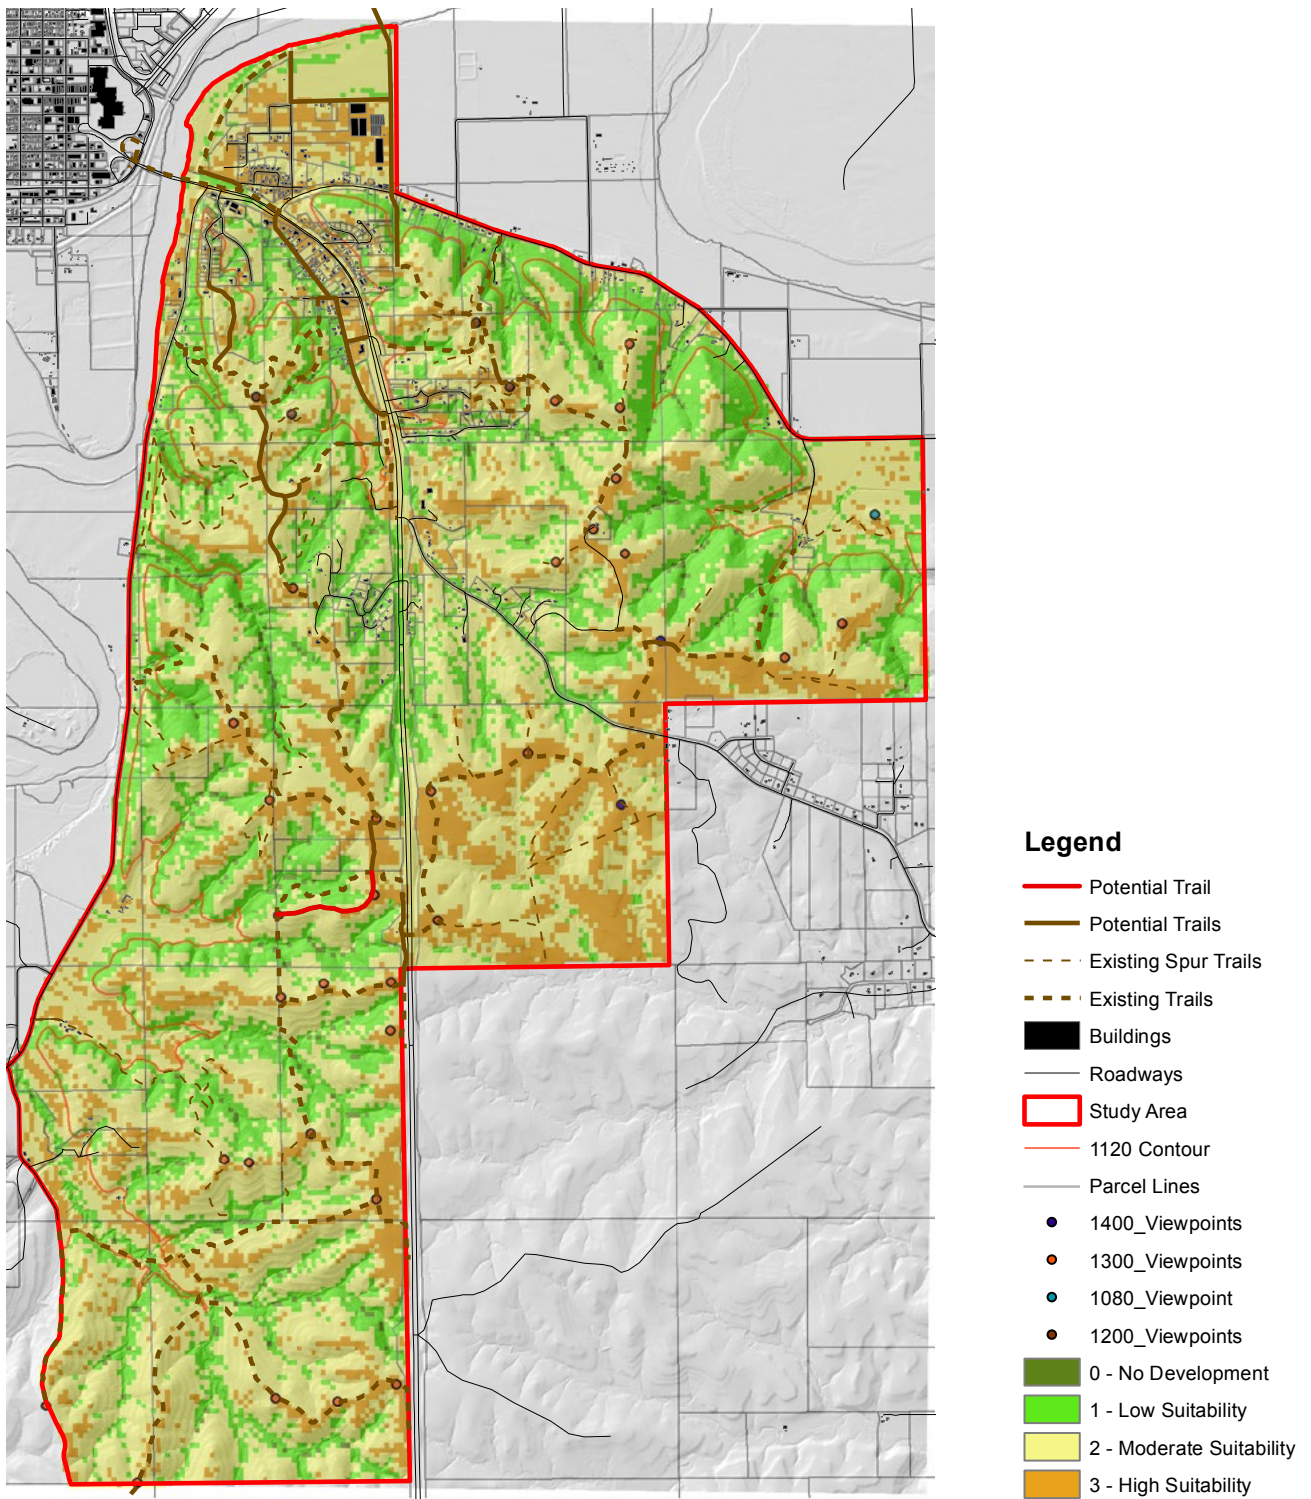 Legend
Potential Trail
Potential Trails
Existing Spur Trails
Existing Trails
Buildings
Roadways
Study Area
1120 Contour
Parcel Lines
1400_Viewpoints
1300_Viewpoints
1080_Viewpoint
1200_Viewpoints
0 - No Development
1 - Low Suitability
2 - Moderate Suitability
3 - High Suitability